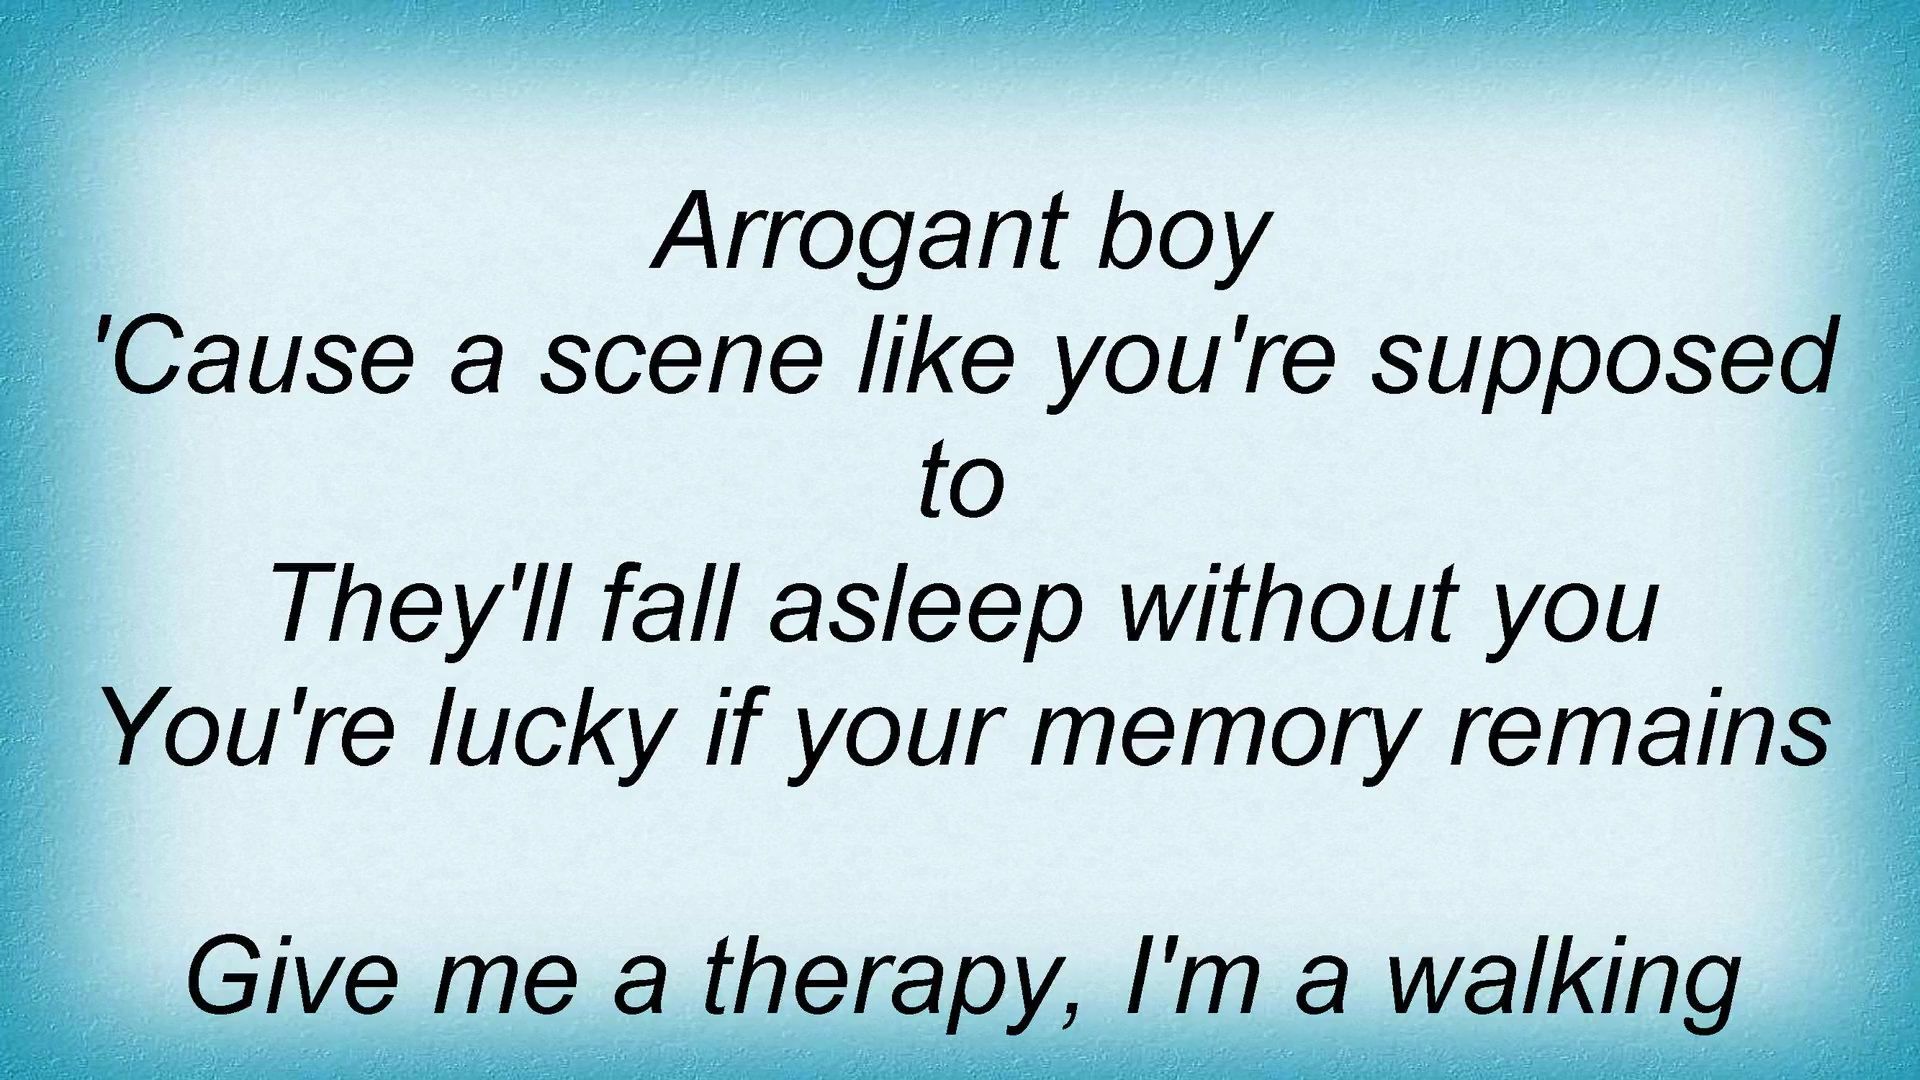 Arrogant boy
'Cause a scene like you're supposed
to
They'll fall asleep without you
You're lucky if your memory remains
Give me a therapy, I'm a walking